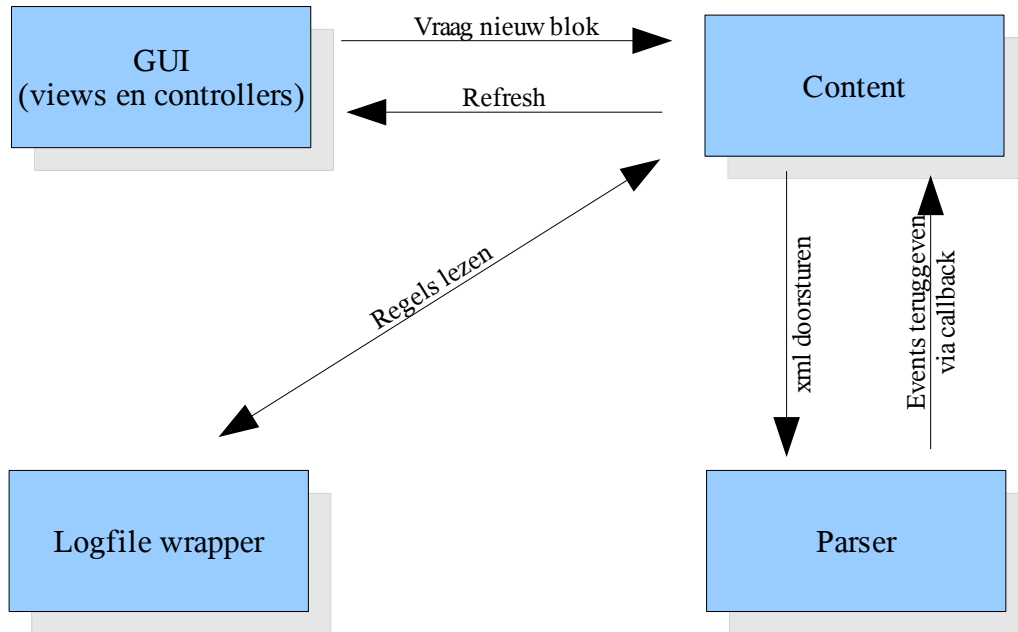 Vraag nieuw blok
GUI
(views en controllers)
Refresh
Content
Regels lezen
xml doorsturen
Events teruggeven
via callback
Logfile wrapper
Parser